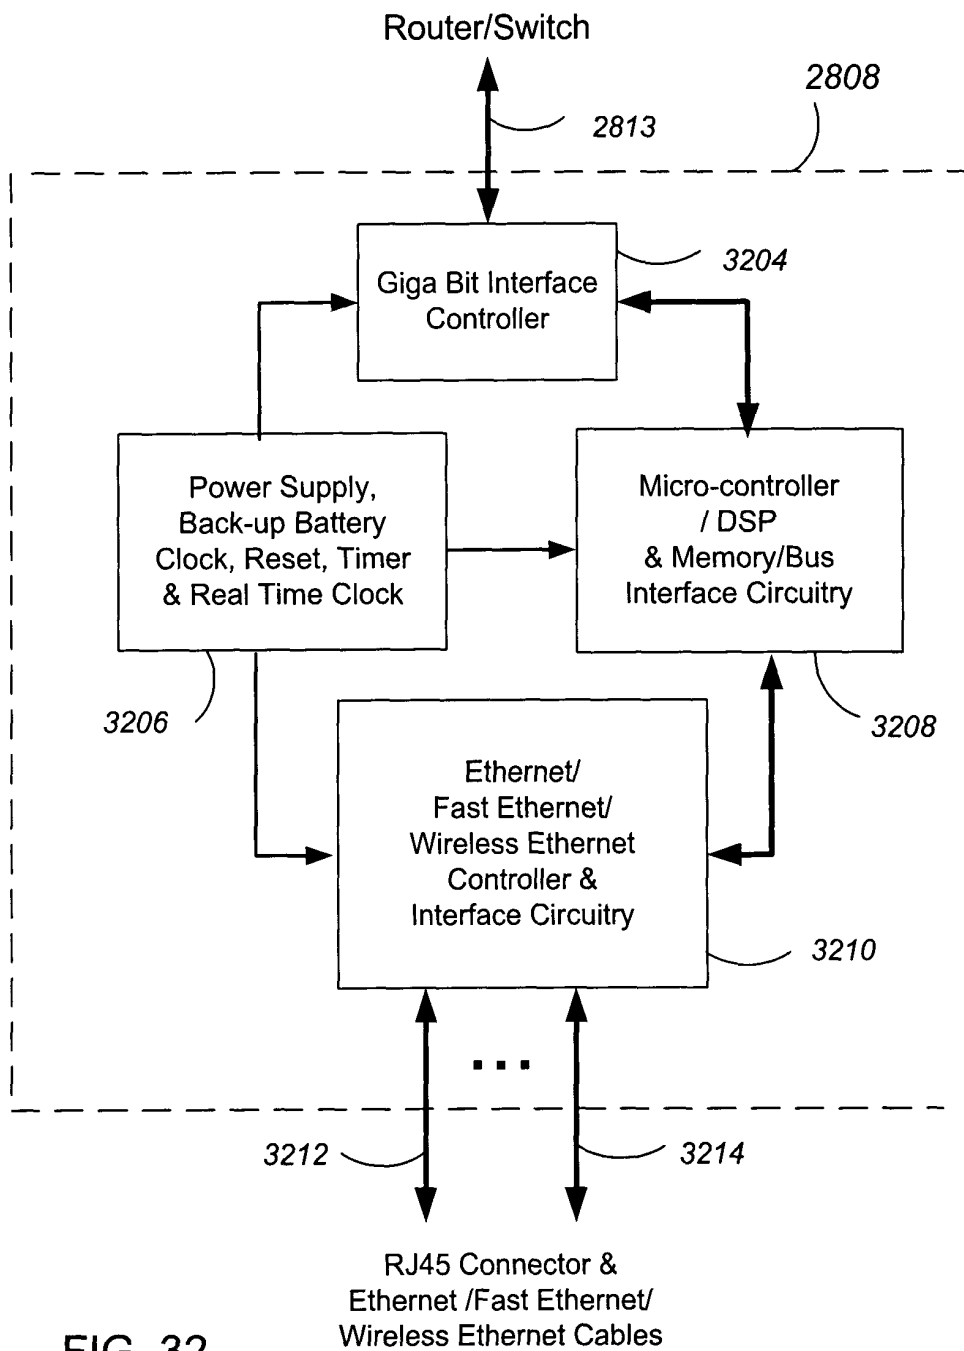 Router/Switch
2808
2813
3204
Giga Bit Interface
Controller
Power Supply,
Back-up Battery
Clock, Reset, Timer
& Real Time Clock
Micro-controller
/ DSP
& Memory/Bus
Interface Circuitry
3206
3208
Ethernet/
Fast Ethernet/
Wireless Ethernet
Controller &
Interface Circuitry
3210
...
3212
3214
RJ45 Connector &
Ethernet /Fast Ethernet/
Wireless Ethernet Cables
FIG. 32